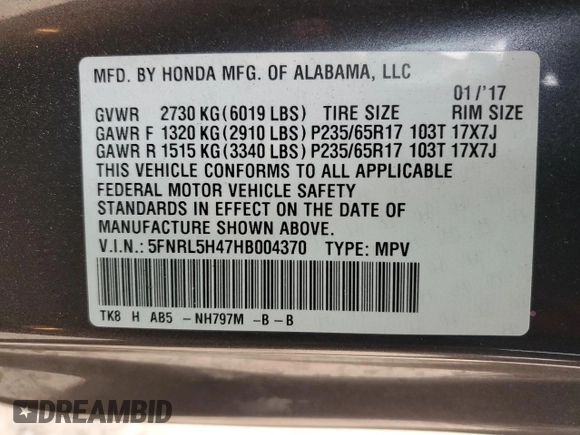 MFD. BY HONDA MFG. OF ALABAMA, LLC
01/'17
GVWR 2730 KG(6019 LBS) TIRE SIZE RIM SIZE
GAWR F 1320 KG(2910 LBS) P235/65R17 103T 17X7J
GAWR R 1515 KG(3340 LBS) P235/65R17 103T 17X7J
THIS VEHICLE CONFORMS TO ALL APPLICABLE
FEDERAL MOTOR VEHICLE SAFETY
STANDARDS IN EFFECT ON THE DATE OF
MANUFACTURE SHOWN ABOVE.
V.I.N.: 5FNRL5H47HB004370 TYPE: MPV
TK8 H AB5 -NH797M -B-B
DREAMBID